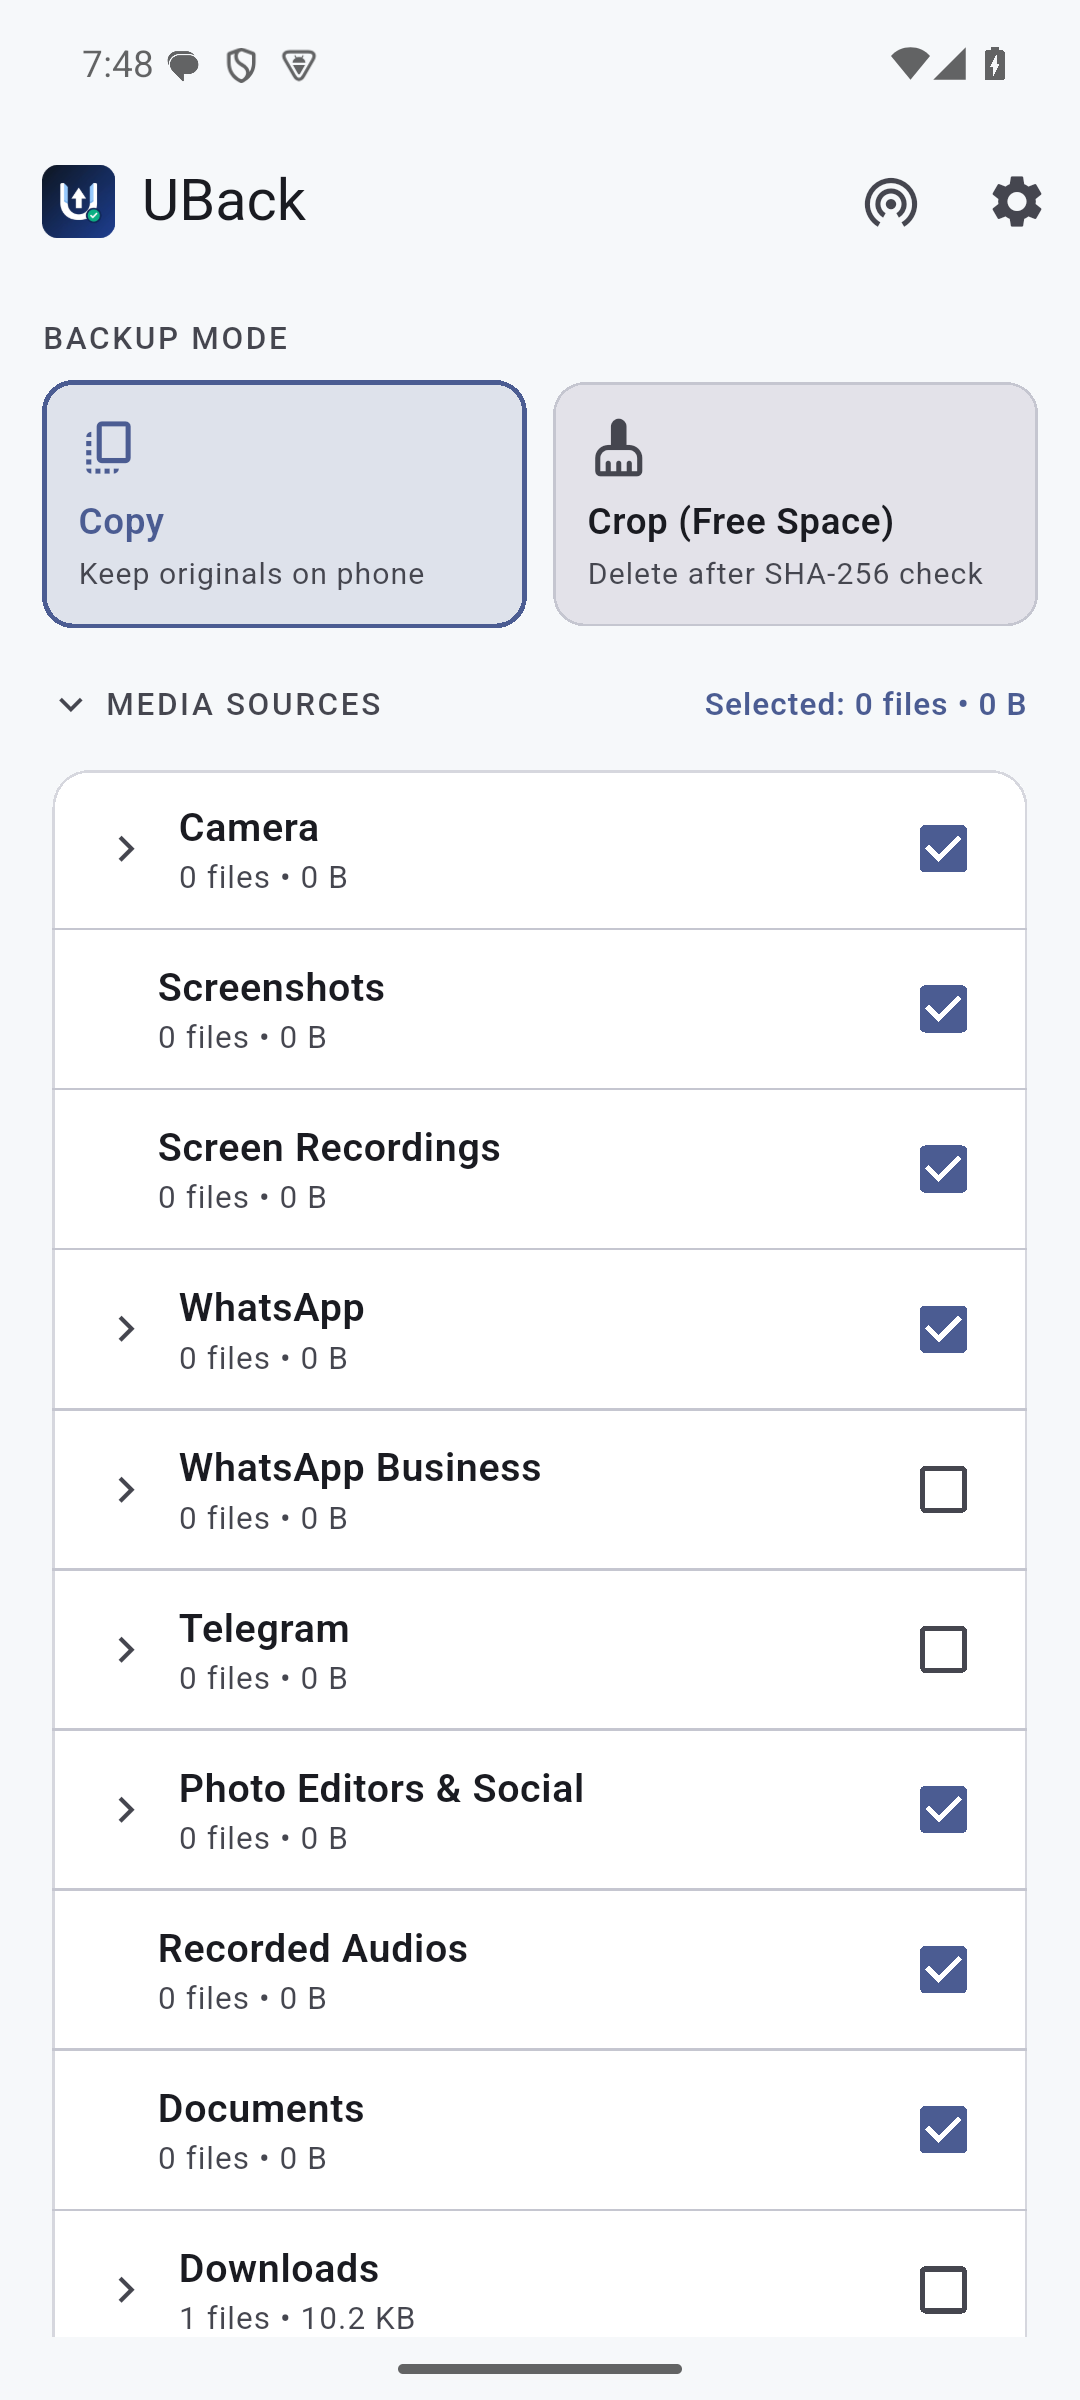 7:48
UBack
BACKUP MODE
Copy
Keep originals on phone
Crop (Free Space)
Delete after SHA-256 check
MEDIA SOURCES
Selected: 0 files • 0 B
Camera
0 files • 0 B
Screenshots
0 files • 0 B
Screen Recordings
0 files • 0 B
WhatsApp
0 files • 0 B
WhatsApp Business
0 files • 0 B
Telegram
0 files • 0 B
Photo Editors & Social
0 files • 0 B
Recorded Audios
0 files • 0 B
Documents
0 files • 0 B
Downloads
1 files • 10.2 KB